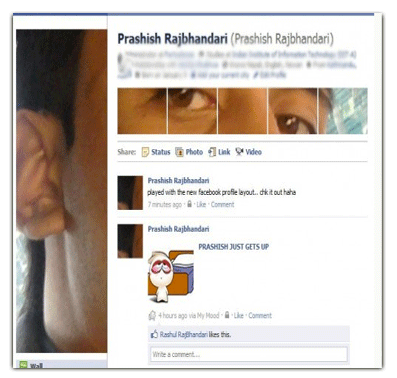 Prashish Rajbhandari (Prashish Rajbhandari)
Share: Status Photo Link Video
Prashish Rajbhandari
played with the new facebook profile layout.. chk it out haha
7 minutes ago · Like · Comment
Prashish Rajbhandari
PRASHISH JUST GETS UP
4 hours ago via My Mood · Like · Comment
Rashul Rajbhandari likes this.
Write a comment...
Wall